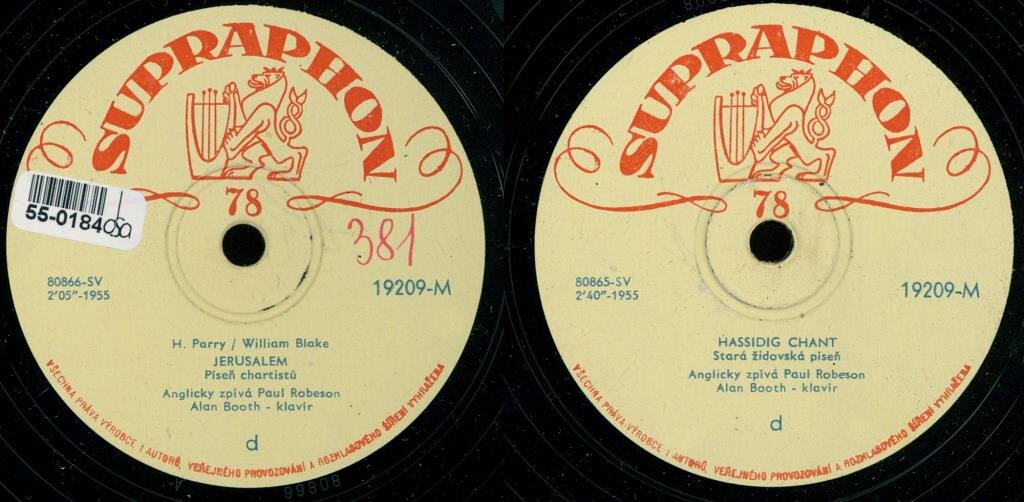 SUPRAPHON
78
55-0184
381
80866-SV
2'05"-1955
19209-M
H. Parry / William Blake
JERUSALEM
Píseň chartistů
Anglicky zpívá Paul Robeson
Alan Booth - klavír
d
VŠECHNA PRÁVA VÝROBCE I AUTORŮ, VEŘEJNÉHO PROVOZOVÁNÍ A ROZHLASOVÉHO ŠÍŘENÍ VYHRAŽENA
80866
SUPRAPHON
78
80865-SV
2'40"-1955
19209-M
HASSIDIG CHANT
Stará židovská píseň
Anglicky zpívá Paul Robeson
Alan Booth - klavír
d
VŠECHNA PRÁVA VÝROBCE I AUTORŮ, VEŘEJNÉHO PROVOZOVÁNÍ A ROZHLASOVÉHO ŠÍŘENÍ VYHRAŽENA